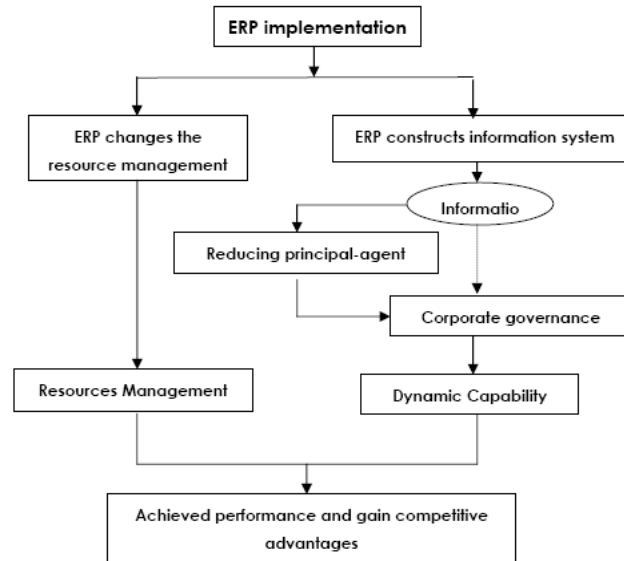 ERP implementation
ERP changes the
resource management
ERP constructs information system
Informatio
Reducing principal-agent
Corporate governance
Resources Management
Dynamic Capability
Achieved performance and gain competitive
advantages